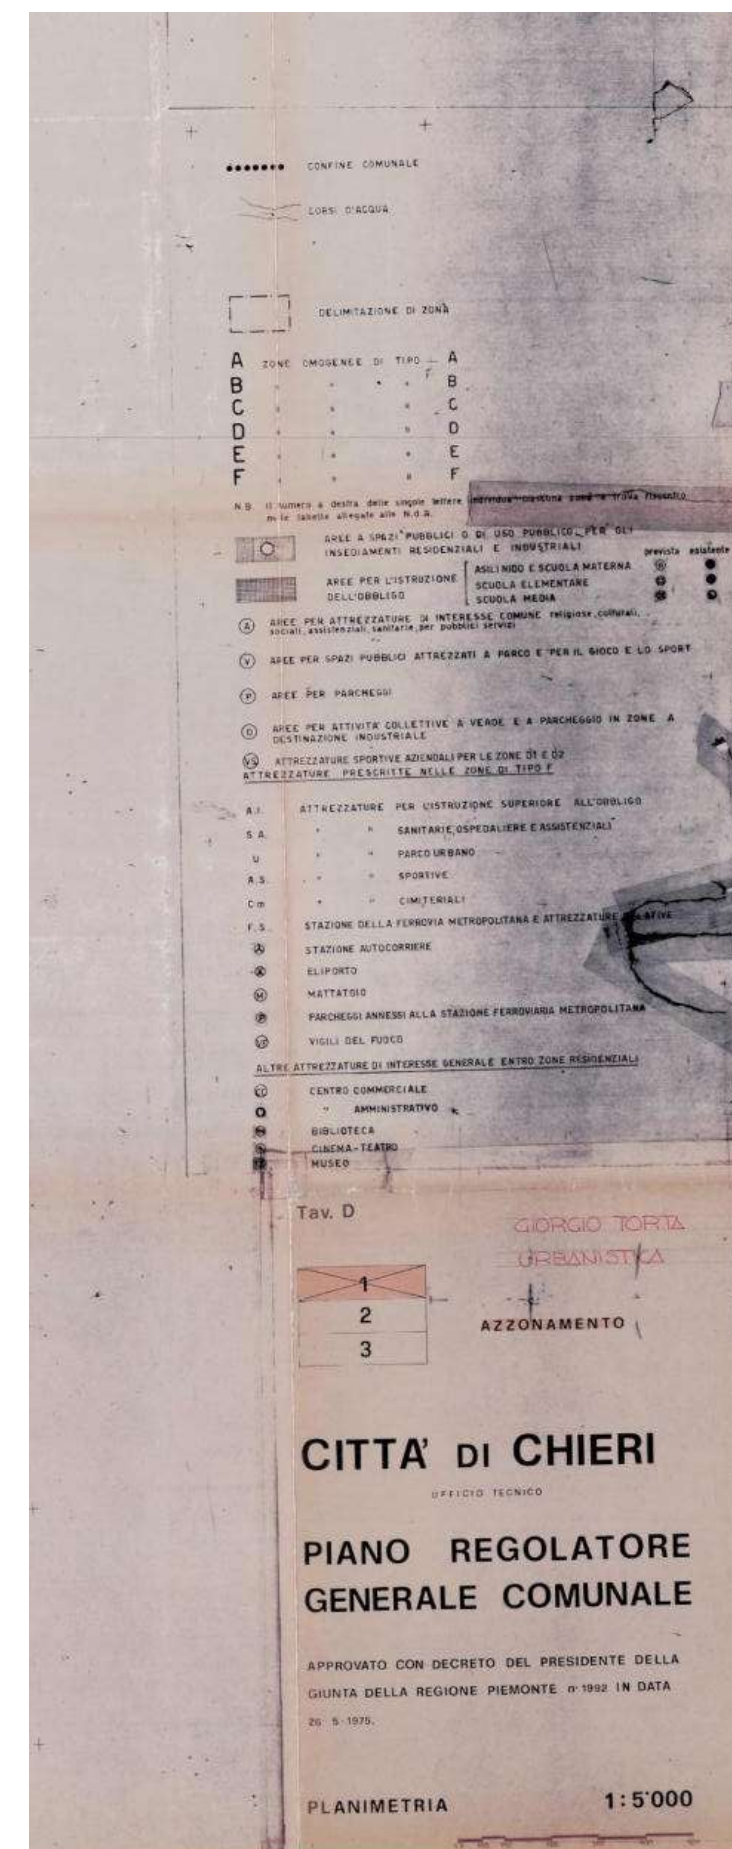 CONFINE COMUNALE
CORSI D'ACQUA
DELIMITAZIONE DI ZONA
A ZONE OMOGENEE DI TIPO A
B " " " B
C " " " C
D " " " D
E " " " E
F " " " F
N B il numero a destra delle singole lettere individua ciascuna zona e trova riscontro
nelle tabelle allegate alle N.d.A.
AREE A SPAZI PUBBLICI O DI USO PUBBLICO PER GLI
INSEDIAMENTI RESIDENZIALI E INDUSTRIALI
prevista esistente
AREE PER L'ISTRUZIONE
DELL'OBBLIGO
ASILI NIDO E SCUOLA MATERNA
SCUOLA ELEMENTARE
SCUOLA MEDIA
A AREE PER ATTREZZATURE DI INTERESSE COMUNE religiose, culturali,
sociali, assistenziali, sanitarie, per pubblici servizi
V AREE PER SPAZI PUBBLICI ATTREZZATI A PARCO E PER IL GIOCO E LO SPORT
P AREE PER PARCHEGGI
D AREE PER ATTIVITA' COLLETTIVE A VERDE E A PARCHEGGIO IN ZONE A
DESTINAZIONE INDUSTRIALE
VS ATTREZZATURE SPORTIVE AZIENDALI PER LE ZONE D1 E D2
ATTREZZATURE PRESCRITTE NELLE ZONE DI TIPO F
A.I. ATTREZZATURE PER L'ISTRUZIONE SUPERIORE ALL'OBBLIGO
S A. " " SANITARIE, OSPEDALIERE E ASSISTENZIALI
U " " PARCO URBANO
A.S. " " SPORTIVE
Cm " " CIMITERIALI
F.S. STAZIONE DELLA FERROVIA METROPOLITANA E ATTREZZATURE RELATIVE
STAZIONE AUTOCORRIERE
ELIPORTO
M MATTATOIO
P PARCHEGGI ANNESSI ALLA STAZIONE FERROVIARIA METROPOLITANA
VF VIGILI DEL FUOCO
ALTRE ATTREZZATURE DI INTERESSE GENERALE ENTRO ZONE RESIDENZIALI
CENTRO COMMERCIALE
" AMMINISTRATIVO
BIBLIOTECA
CINEMA-TEATRO
MUSEO
Tav. D
GIORGIO TORTA
URBANISTICA
1
2
3
AZZONAMENTO
CITTA' DI CHIERI
UFFICIO TECNICO
PIANO REGOLATORE
GENERALE COMUNALE
APPROVATO CON DECRETO DEL PRESIDENTE DELLA
GIUNTA DELLA REGIONE PIEMONTE n° 1992 IN DATA
26 5 1975.
PLANIMETRIA 1:5'000